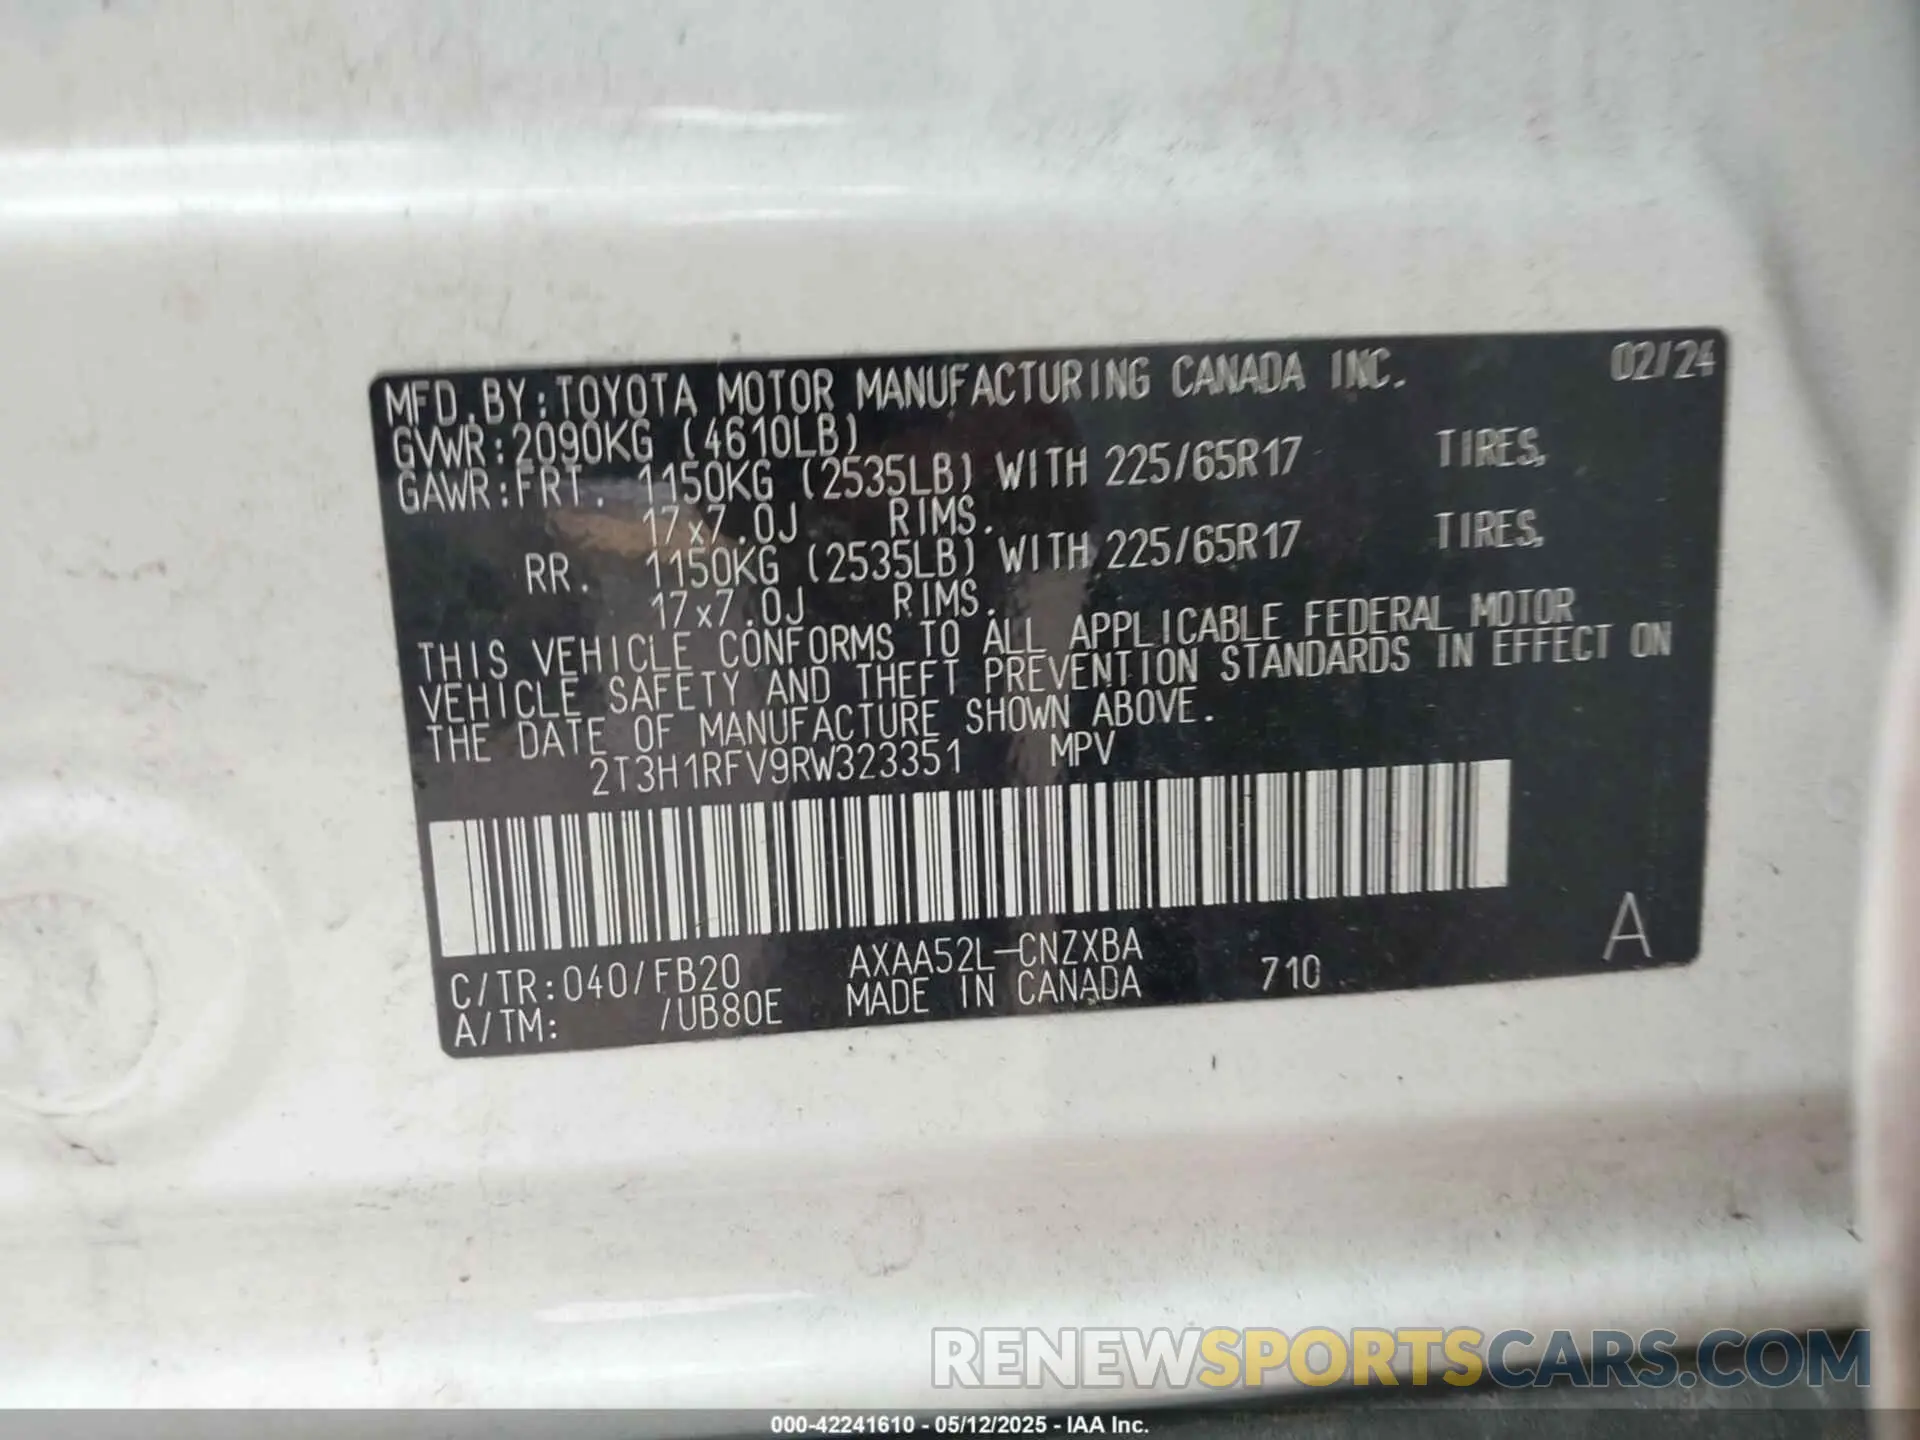 MFD.BY:TOYOTA MOTOR MANUFACTURING CANADA INC. 02/24
GVWR:2090KG (4610LB)
GAWR:FRT. 1150KG (2535LB) WITH 225/65R17 TIRES,
17x7.0J RIMS.
RR. 1150KG (2535LB) WITH 225/65R17 TIRES,
17x7.0J RIMS.
THIS VEHICLE CONFORMS TO ALL APPLICABLE FEDERAL MOTOR
VEHICLE SAFETY AND THEFT PREVENTION STANDARDS IN EFFECT ON
THE DATE OF MANUFACTURE SHOWN ABOVE.
2T3H1RFV9RW323351 MPV
C/TR:040/FB20 AXAA52L-CNZXBA
A/TM: /UB80E MADE IN CANADA 710 A
RENEWSPORTSCARS.COM
000-42241610 - 05/12/2025 - IAA Inc.